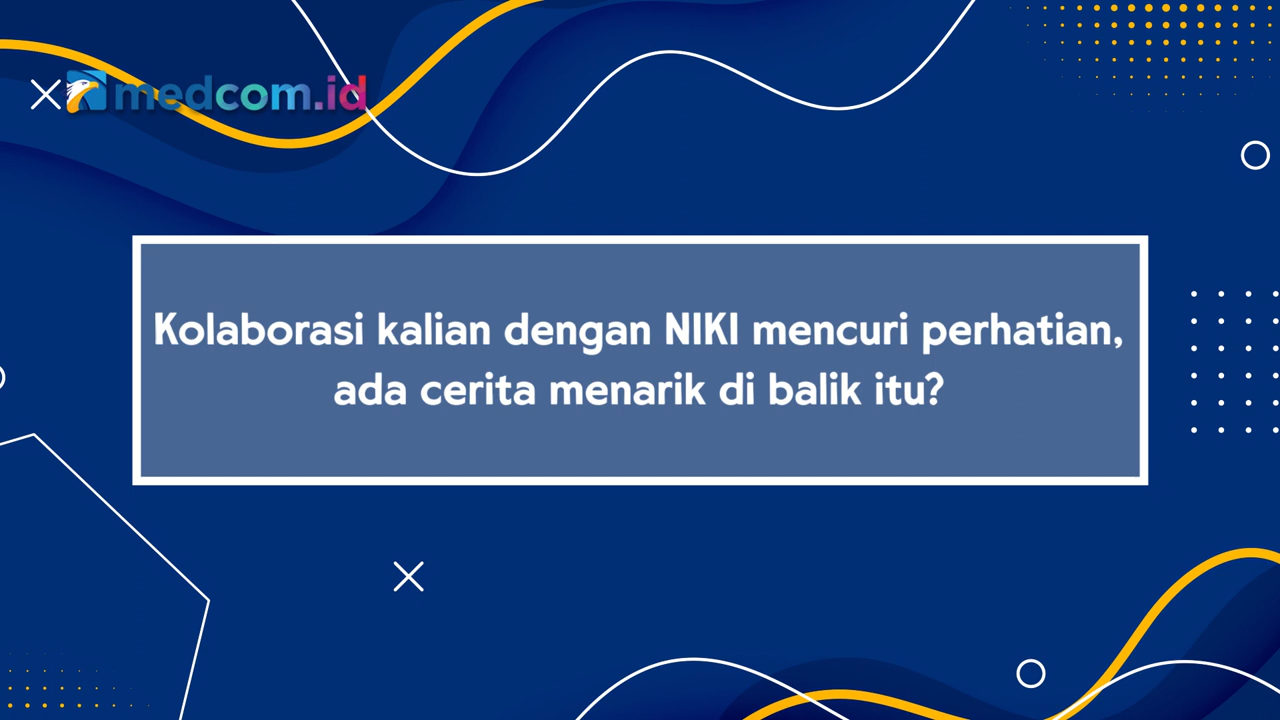 medcom.id
Kolaborasi kalian dengan NIKI mencuri perhatian,
ada cerita menarik di balik itu?